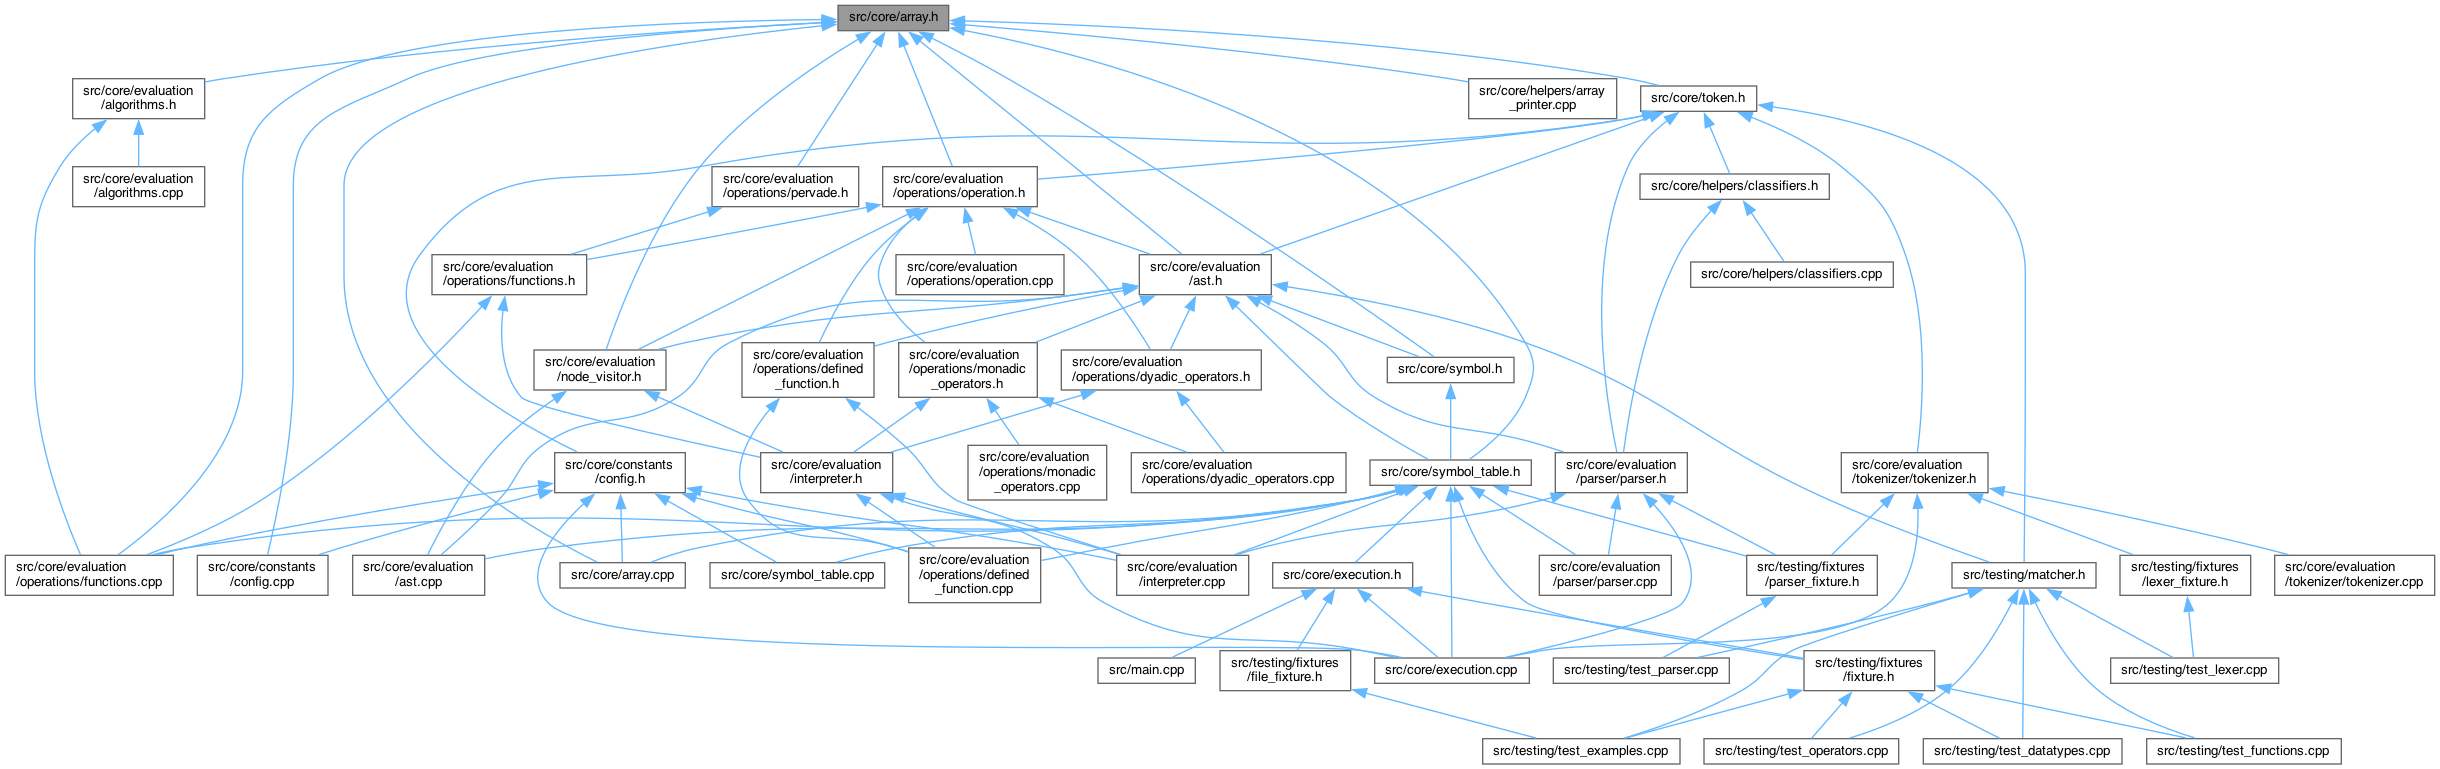 src/core/array.h
src/core/evaluation
/algorithms.h
src/core/helpers/array
_printer.cpp
src/core/token.h
src/core/evaluation
/algorithms.cpp
src/core/evaluation
/operations/pervade.h
src/core/evaluation
/operations/operation.h
src/core/helpers/classifiers.h
src/core/evaluation
/operations/functions.h
src/core/evaluation
/operations/operation.cpp
src/core/evaluation
/ast.h
src/core/helpers/classifiers.cpp
src/core/evaluation
/node_visitor.h
src/core/evaluation
/operations/defined
_function.h
src/core/evaluation
/operations/monadic
_operators.h
src/core/evaluation
/operations/dyadic_operators.h
src/core/symbol.h
src/core/constants
/config.h
src/core/evaluation
/interpreter.h
src/core/evaluation
/operations/monadic
_operators.cpp
src/core/evaluation
/operations/dyadic_operators.cpp
src/core/symbol_table.h
src/core/evaluation
/parser/parser.h
src/core/evaluation
/tokenizer/tokenizer.h
src/core/evaluation
/operations/functions.cpp
src/core/constants
/config.cpp
src/core/evaluation
/ast.cpp
src/core/array.cpp
src/core/symbol_table.cpp
src/core/evaluation
/operations/defined
_function.cpp
src/core/evaluation
/interpreter.cpp
src/core/execution.h
src/core/evaluation
/parser/parser.cpp
src/testing/fixtures
/parser_fixture.h
src/testing/matcher.h
src/testing/fixtures
/lexer_fixture.h
src/core/evaluation
/tokenizer/tokenizer.cpp
src/main.cpp
src/testing/fixtures
/file_fixture.h
src/core/execution.cpp
src/testing/test_parser.cpp
src/testing/fixtures
/fixture.h
src/testing/test_lexer.cpp
src/testing/test_examples.cpp
src/testing/test_operators.cpp
src/testing/test_datatypes.cpp
src/testing/test_functions.cpp